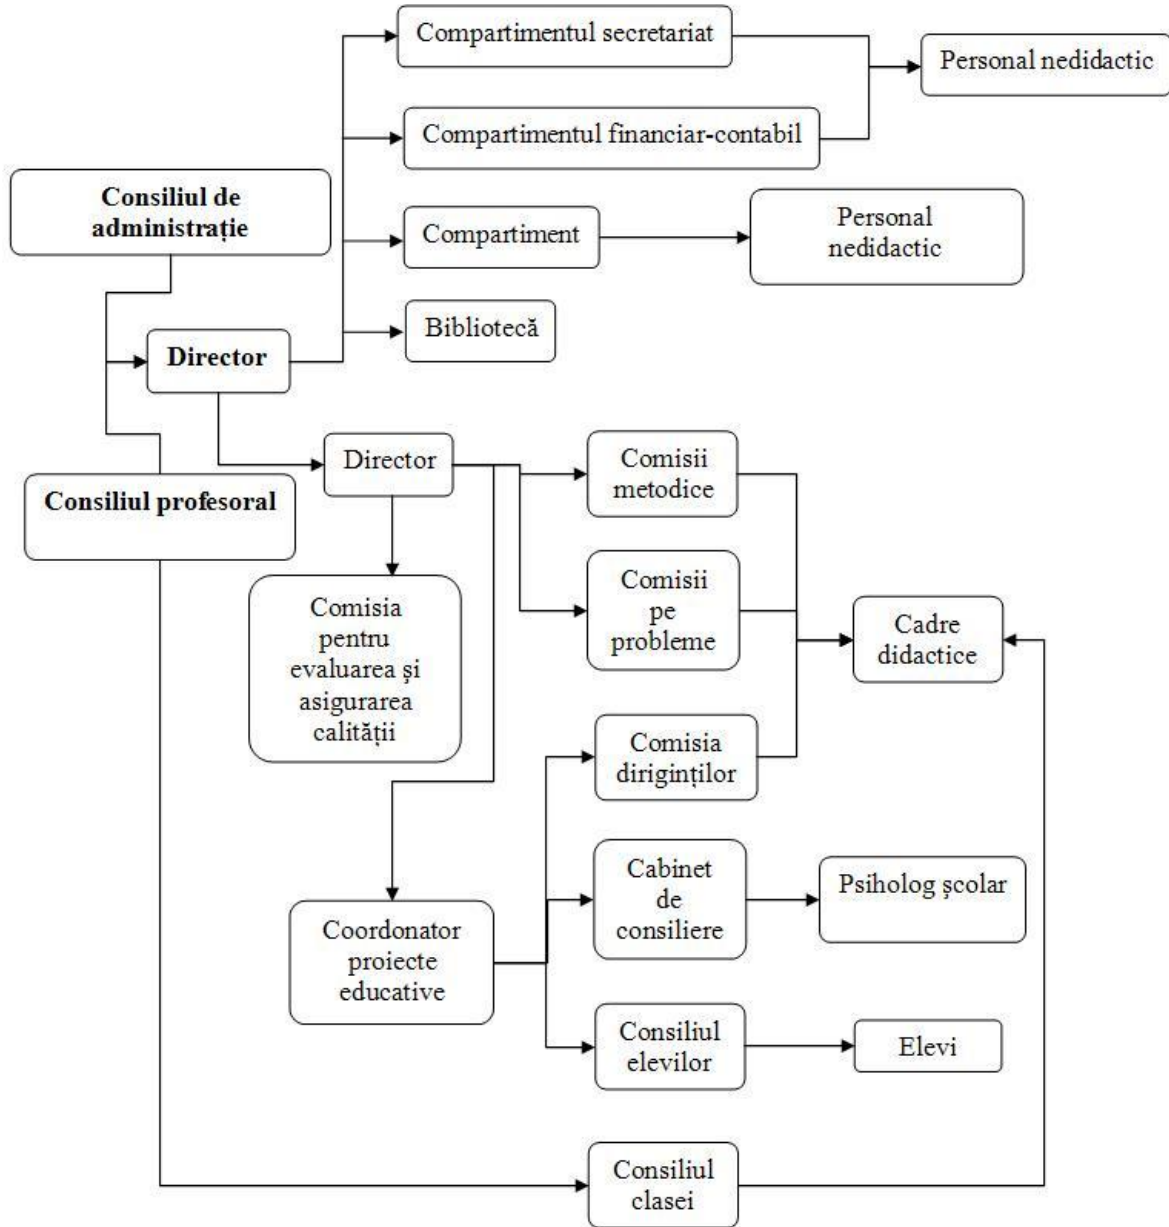 Compartimentul secretariat
Personal nedidactic
Compartimentul financiar-contabil
Consiliul de
administrație
Compartiment
Personal
nedidactic
Bibliotecă
Director
Director
Consiliul profesoral
Comisii
metodice
Comisia
pentru
evaluarea și
asigurarea
calității
Comisii
pe
probleme
Cadre
didactice
Comisia
diriginților
Coordonator
proiecte
educative
Cabinet
de
consiliere
Psiholog școlar
Consiliul
elevilor
Elevi
Consiliul
clasei